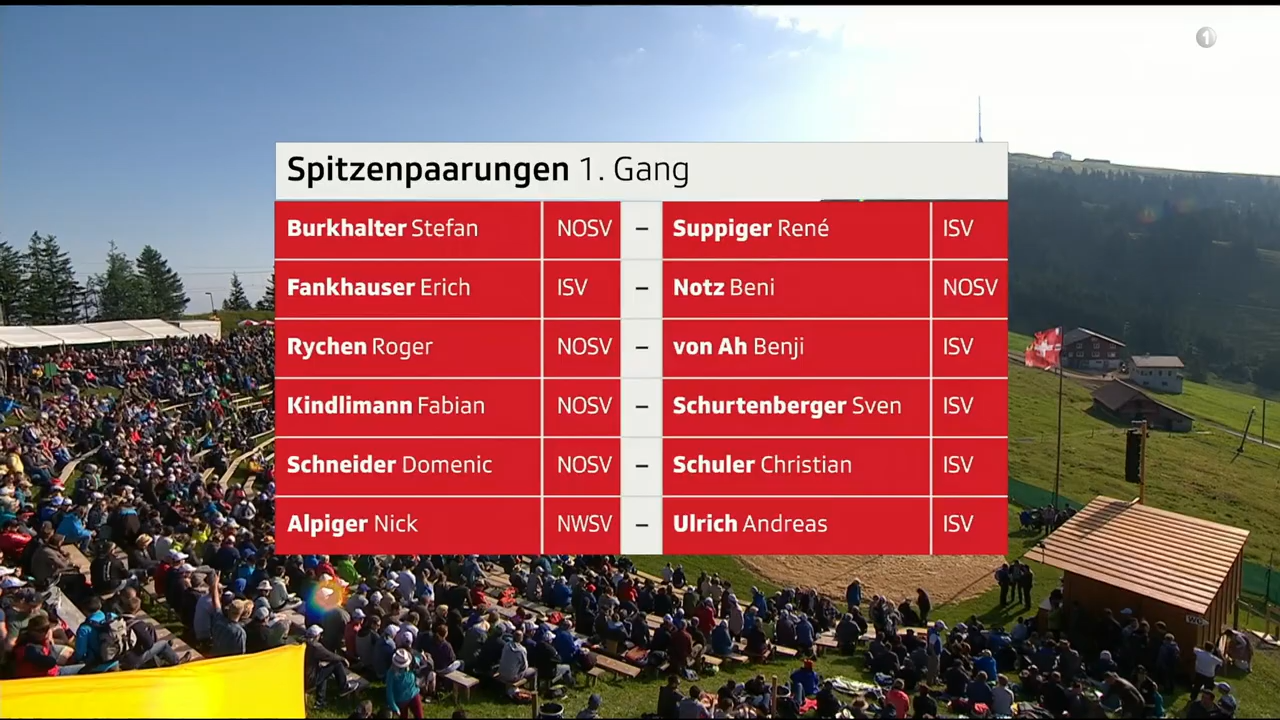 1
Spitzenpaarungen 1. Gang
Burkhalter Stefan NOSV – Suppiger René ISV
Fankhauser Erich ISV – Notz Beni NOSV
Rychen Roger NOSV – von Ah Benji ISV
Kindlimann Fabian NOSV – Schurtenberger Sven ISV
Schneider Domenic NOSV – Schuler Christian ISV
Alpiger Nick NWSV – Ulrich Andreas ISV